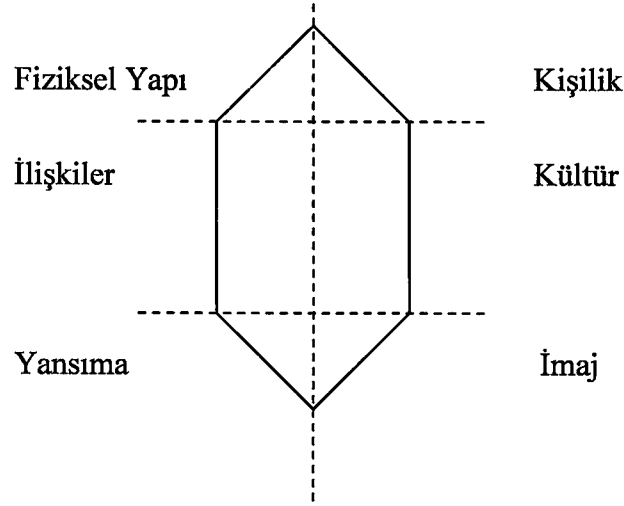 Fiziksel Yapı
Kişilik
İlişkiler
Kültür
Yansıma
İmaj